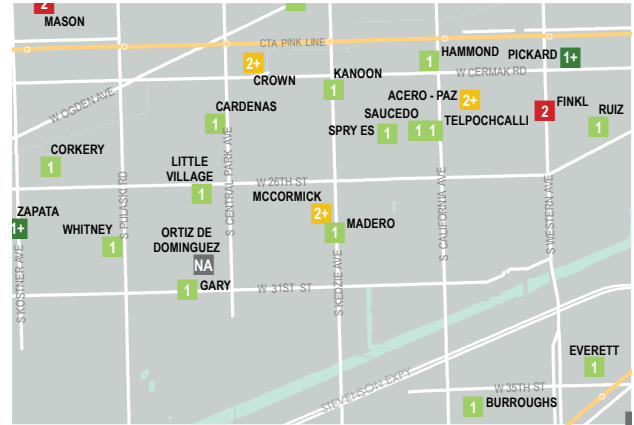 2
MASON
CTA PINK LINE
HAMMOND
PICKARD
1+
2+
1
CROWN
KANOON
W CERMAK RD
1
W OGDEN AVE
CARDENAS
1
ACERO - PAZ
2+
SAUCEDO
TELPOCHCALLI
SPRY ES
1
1 1
FINKL
2
RUIZ
1
CORKERY
1
LITTLE
VILLAGE
1
S PULASKI RD
S CENTRAL PARK AVE
W 26TH ST
MCCORMICK
2+
MADERO
1
S KEDZIE AVE
S CALIFORNIA AVE
S WESTERN AVE
ZAPATA
1+
S KOSTNER AVE
WHITNEY
1
ORTIZ DE
DOMINGUEZ
NA
1
GARY
W 31ST ST
STEVENSON EXPY
EVERETT
1
W 35TH ST
1
BURROUGHS